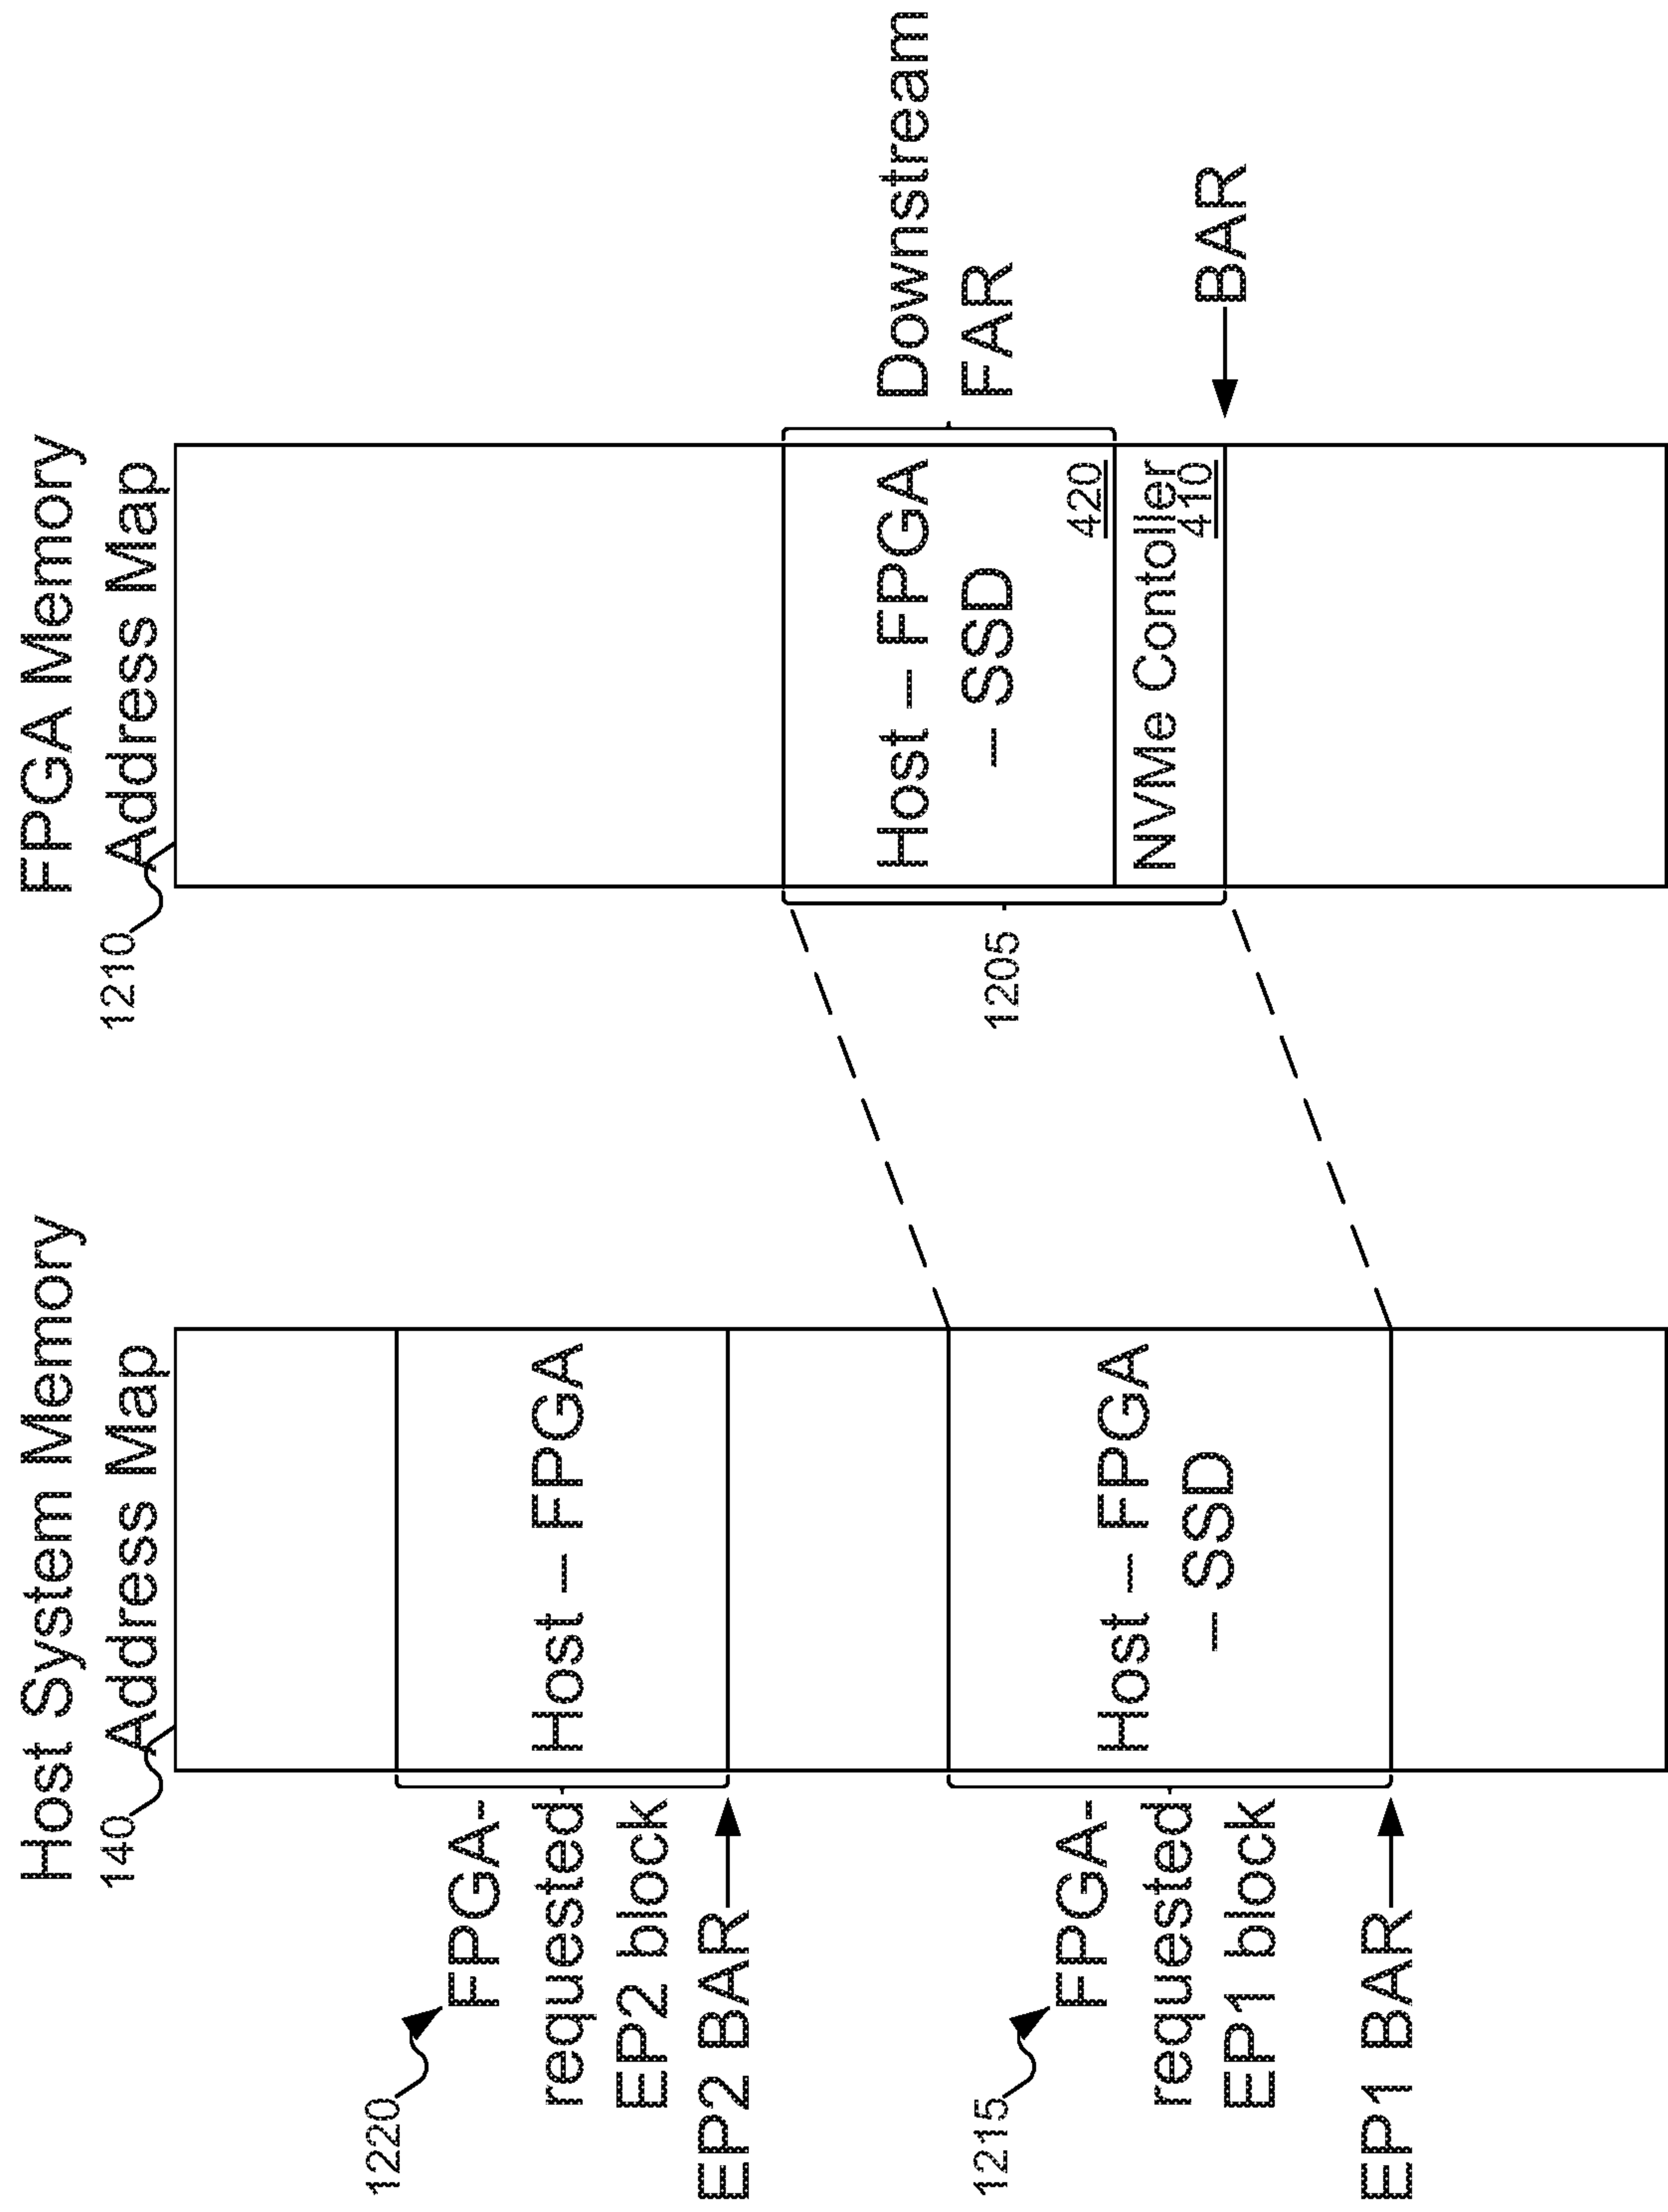 Host System Memory
Address Map
140
FPGA-
requested
EP2 block
1220
EP2 BAR
Host – FPGA
FPGA-
requested
EP1 block
1215
EP1 BAR
Host – FPGA
– SSD
FPGA Memory
Address Map
1210
Host – FPGA
– SSD
420
NVMe Contoller
410
1205
Downstream
FAR
BAR